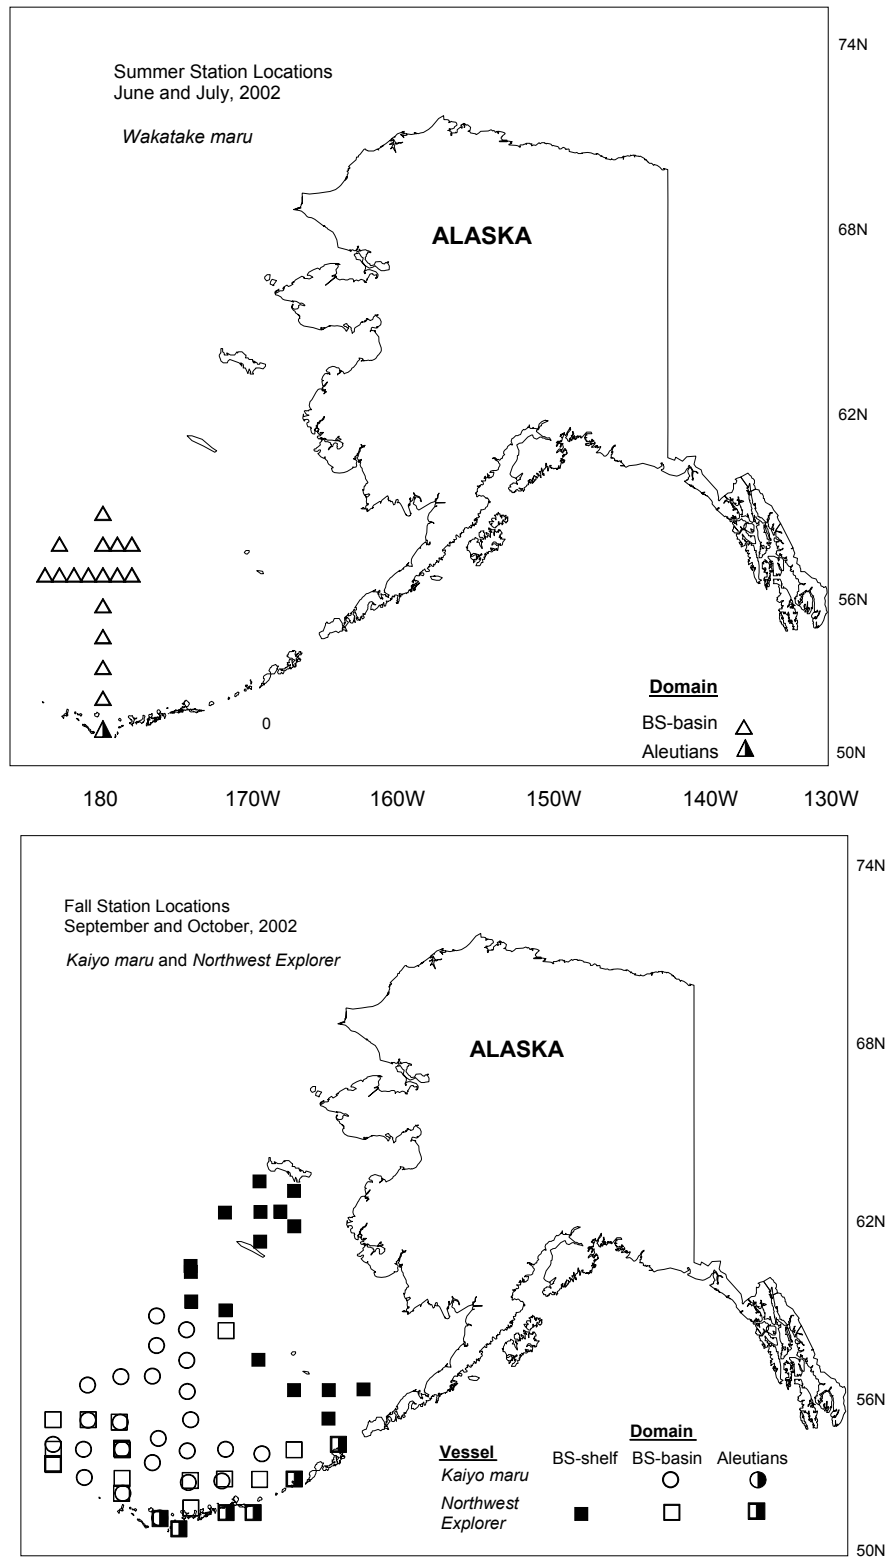 74N
Summer Station Locations
June and July, 2002
Wakatake maru
68N
ALASKA
62N
56N
Domain
0
BS-basin
Aleutians
50N
180 170W 160W 150W 140W 130W
74N
Fall Station Locations
September and October, 2002
Kaiyo maru and Northwest Explorer
68N
ALASKA
62N
56N
Domain
Vessel BS-shelf BS-basin Aleutians
Kaiyo maru
Northwest
Explorer
50N